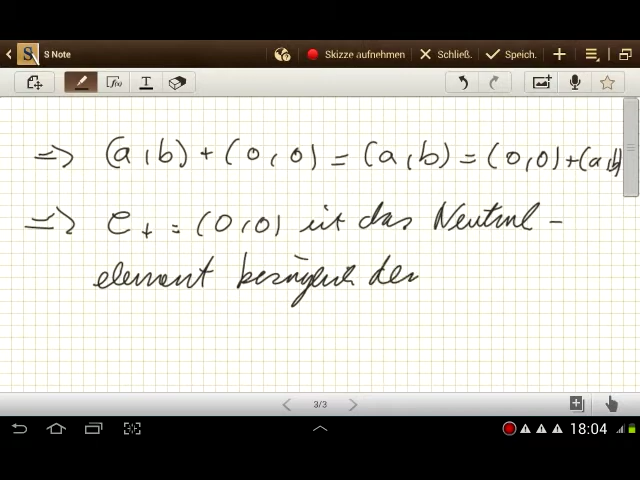 S Note
Skizze aufnehmen
Schließ.
Speich.
f(x)
T
=> (a,b) + (0,0) = (a,b) = (0,0) + (a,b)
=> e₊ = (0,0) ist das Neutral-
element bezüglich der
3/3
18:04